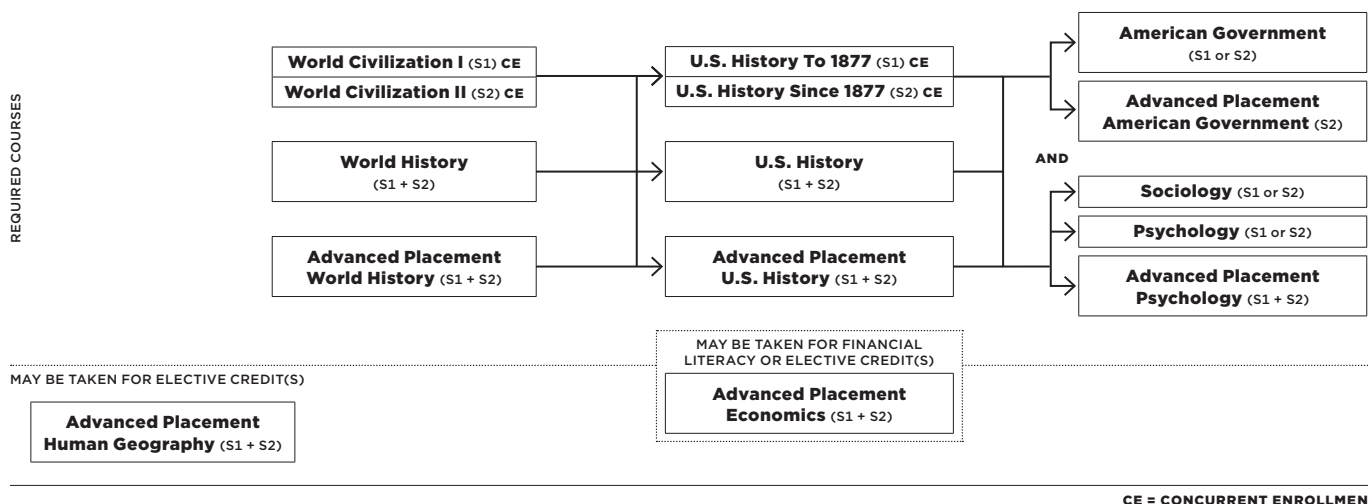 REQUIRED COURSES
World Civilization I (S1) CE
World Civilization II (S2) CE
World History
(S1 + S2)
Advanced Placement
World History (S1 + S2)
U.S. History To 1877 (S1) CE
U.S. History Since 1877 (S2) CE
U.S. History
(S1 + S2)
Advanced Placement
U.S. History (S1 + S2)
American Government
(S1 or S2)
Advanced Placement
American Government (S2)
AND
Sociology (S1 or S2)
Psychology (S1 or S2)
Advanced Placement
Psychology (S1 + S2)
MAY BE TAKEN FOR FINANCIAL
LITERACY OR ELECTIVE CREDIT(S)
Advanced Placement
Economics (S1 + S2)
MAY BE TAKEN FOR ELECTIVE CREDIT(S)
Advanced Placement
Human Geography (S1 + S2)
CE = CONCURRENT ENROLLMEN